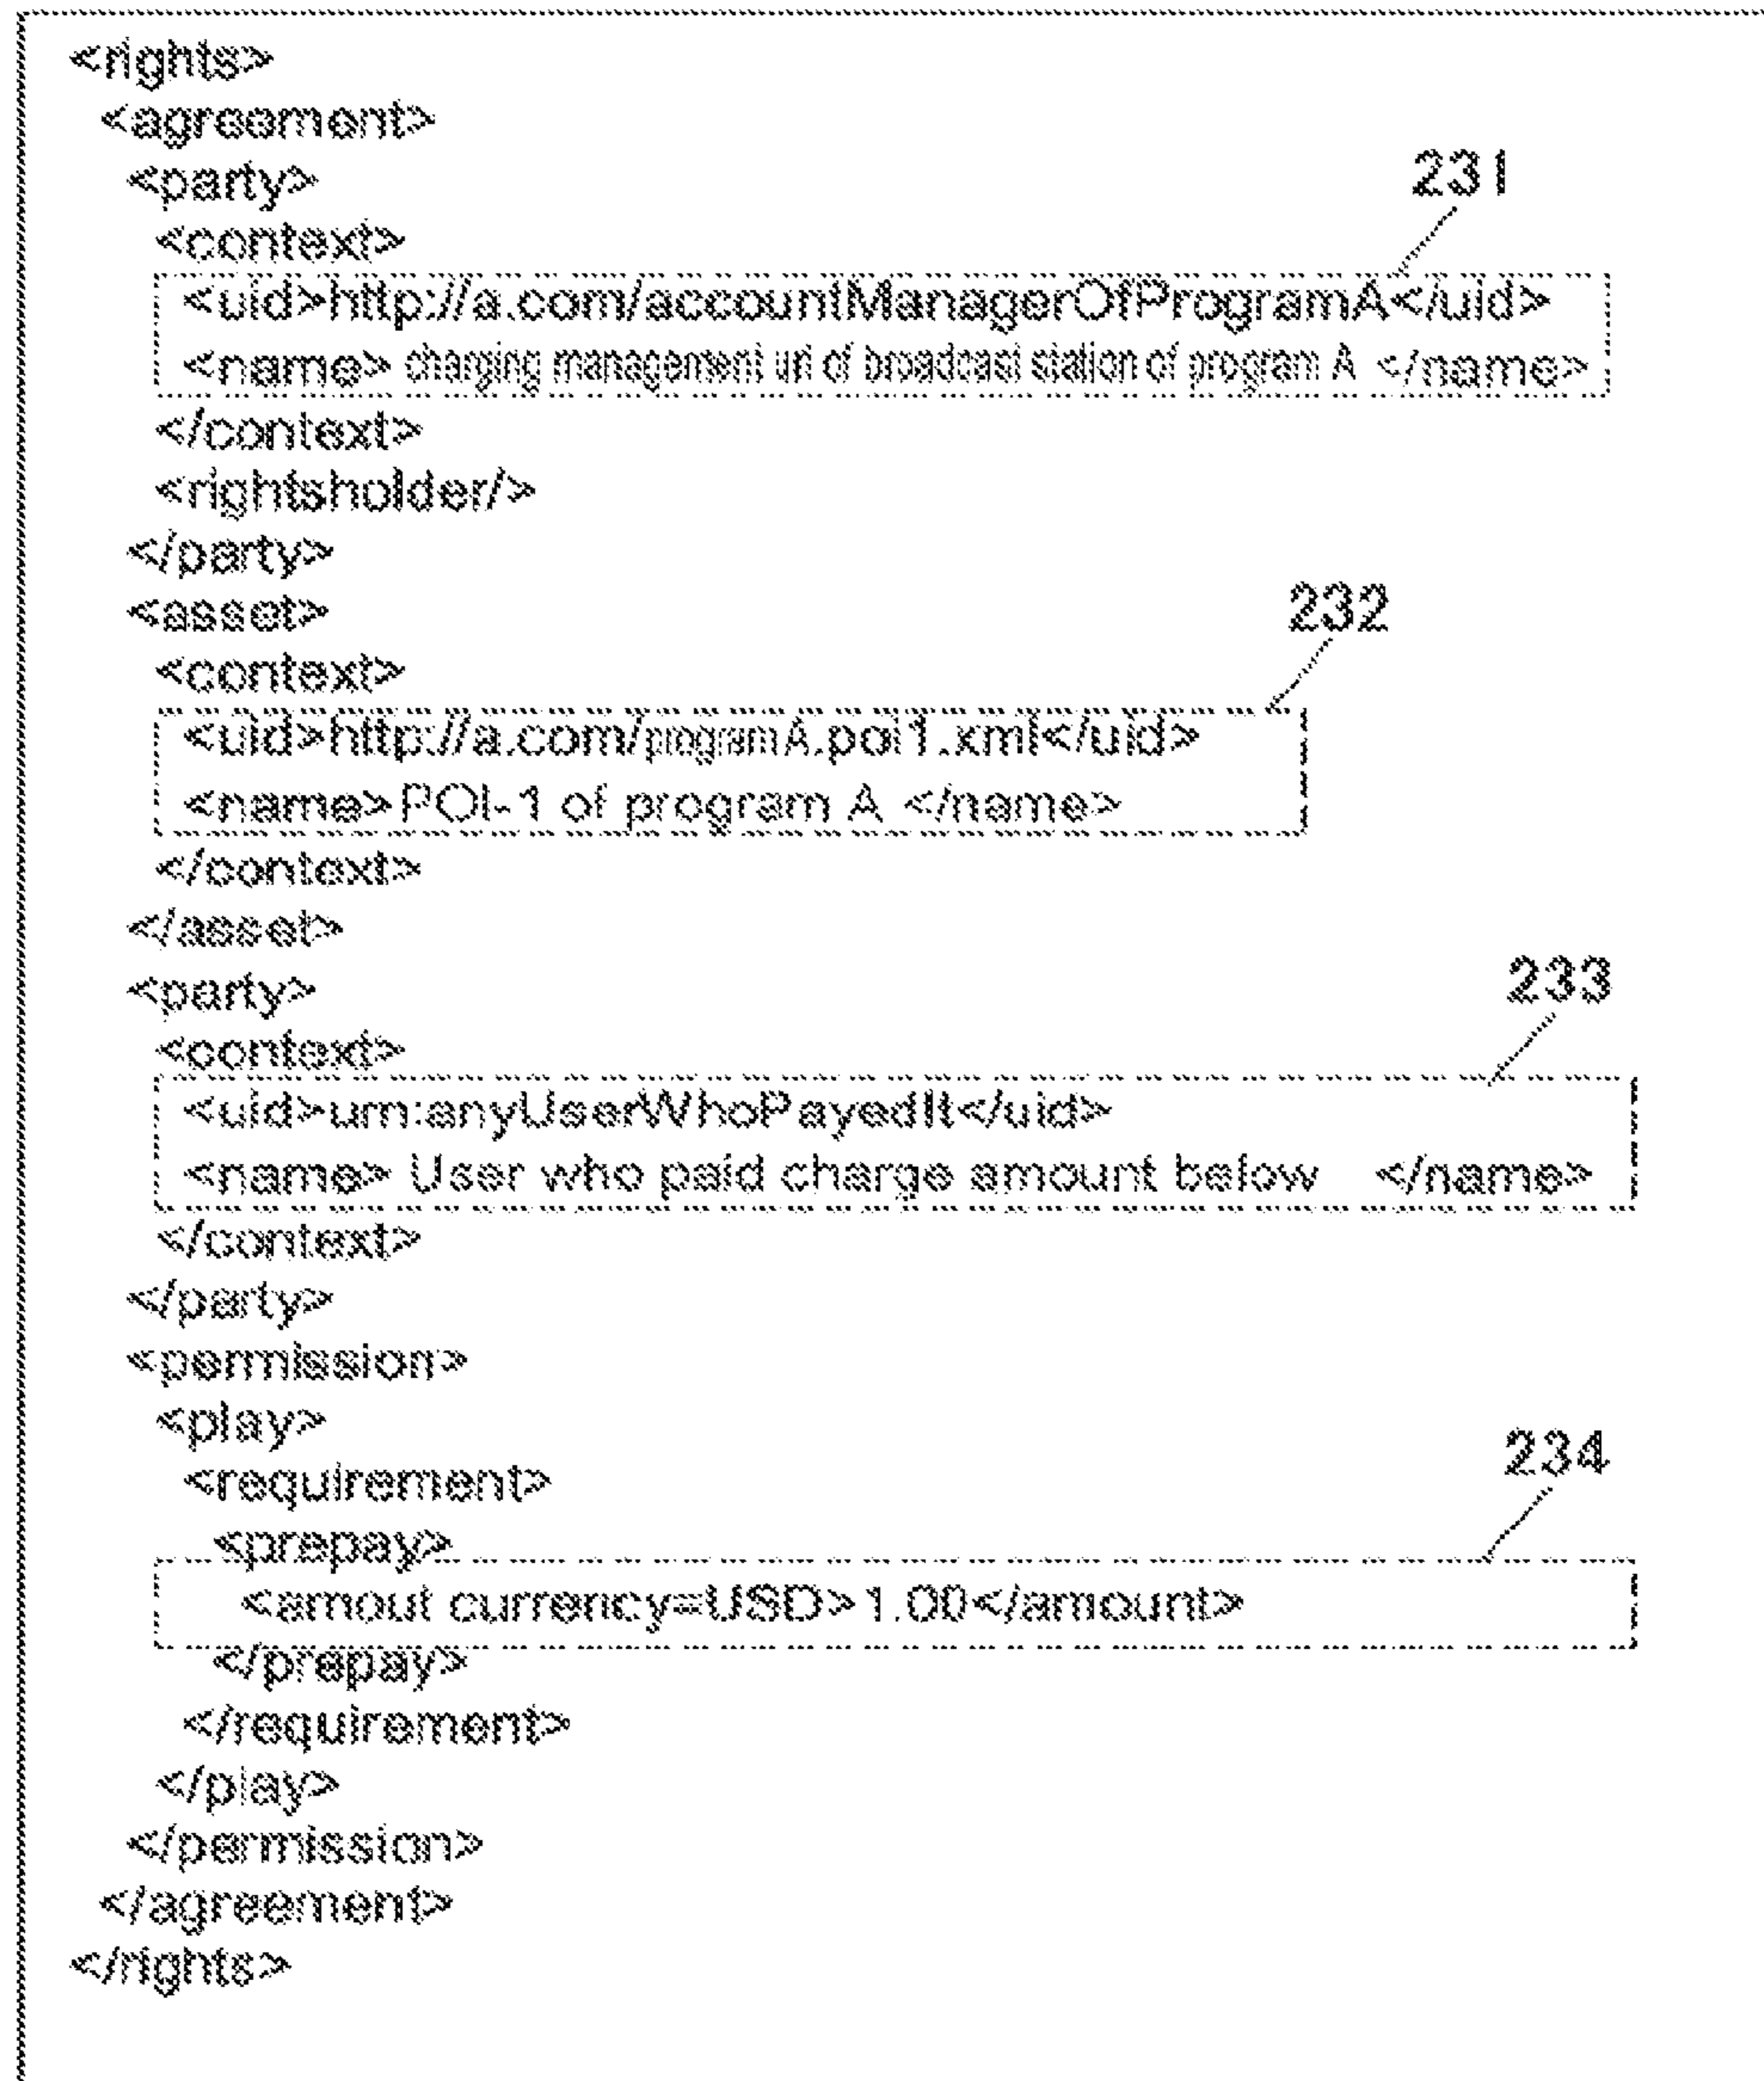 <rights>
<agreement>
<party>
231
<context>
<uid>http://a.com/accountManagerOfProgramA</uid>
<name> charging management url of broadcast station of program A </name>
</context>
<rightsholder/>
</party>
<asset>
232
<context>
<uid>http://a.com/programA.poi1.xml</uid>
<name>POI-1 of program A </name>
</context>
</asset>
<party>
233
<context>
<uid>urn:anyUserWhoPayedIt</uid>
<name> User who paid charge amount below </name>
</context>
</party>
<permission>
<play>
<requirement>
234
<prepay>
<amout currency=USD>1.00</amount>
</prepay>
</requirement>
</play>
</permission>
</agreement>
</rights>